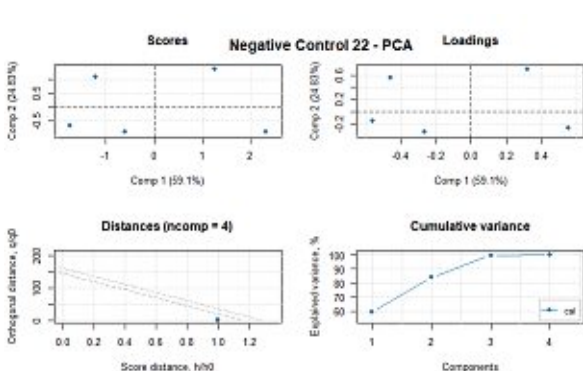 Negative Control 22 - PCA
Scores
Comp 2 (24.83%)
0.5
-0.5
-1 0 1 2
Comp 1 (59.1%)
Loadings
Comp 2 (24.83%)
0.6
0.2
-0.2
-0.4 -0.2 0.0 0.2 0.4
Comp 1 (59.1%)
Distances (ncomp = 4)
Orthogonal distance, q/q0
200
100
0
0.0 0.2 0.4 0.6 0.8 1.0 1.2
Score distance, h/h0
Cumulative variance
Explained variance, %
100
90
80
70
60
cal
1 2 3 4
Components